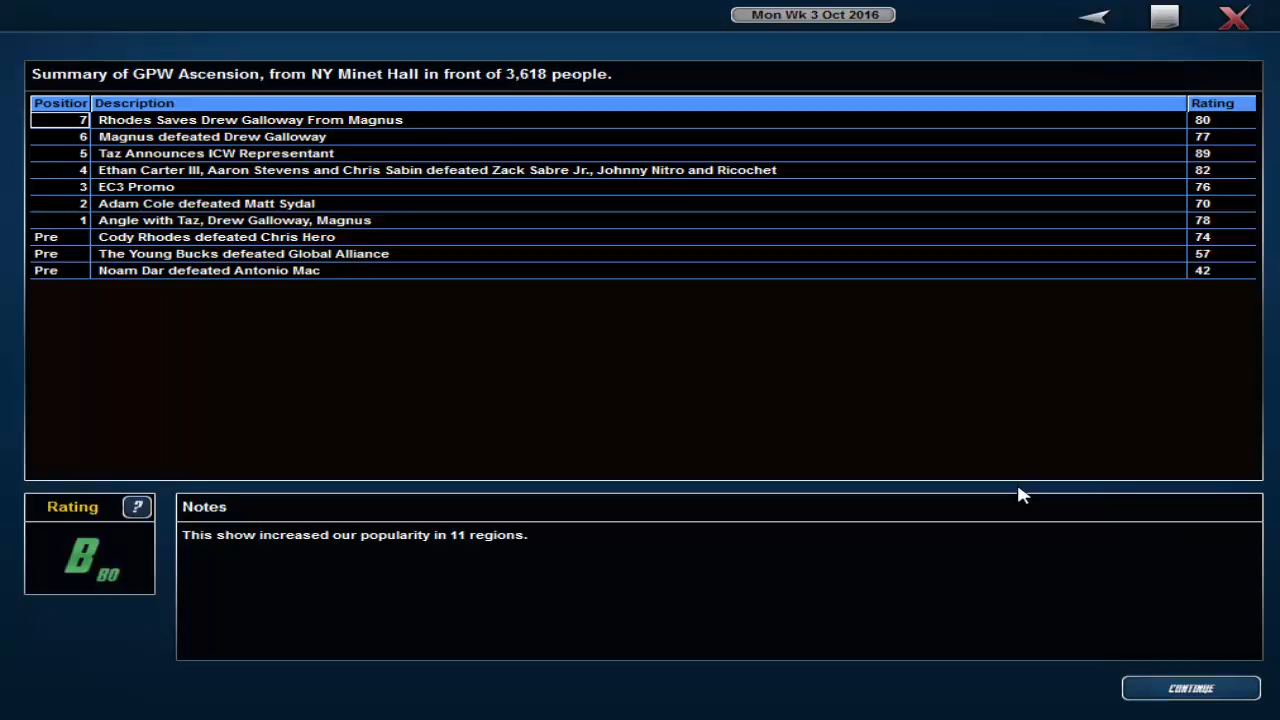 Mon Wk 3 Oct 2016
Summary of GPW Ascension, from NY Minet Hall in front of 3,618 people.
Position Description Rating
7 Rhodes Saves Drew Galloway From Magnus 80
6 Magnus defeated Drew Galloway 77
5 Taz Announces ICW Representant 89
4 Ethan Carter III, Aaron Stevens and Chris Sabin defeated Zack Sabre Jr., Johnny Nitro and Ricochet 82
3 EC3 Promo 76
2 Adam Cole defeated Matt Sydal 70
1 Angle with Taz, Drew Galloway, Magnus 78
Pre Cody Rhodes defeated Chris Hero 74
Pre The Young Bucks defeated Global Alliance 57
Pre Noam Dar defeated Antonio Mac 42
Rating ? Notes
B 80 This show increased our popularity in 11 regions.
CONTINUE